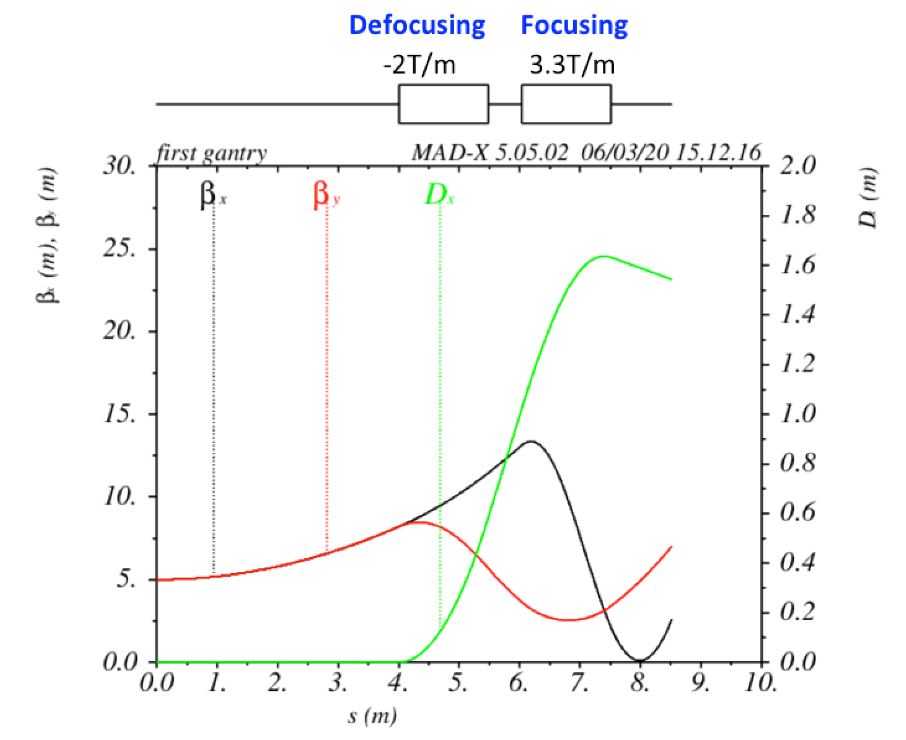 Defocusing Focusing
-2T/m 3.3T/m
first gantry MAD-X 5.05.02 06/03/20 15.12.16
βx (m), βy (m)
30.
25.
20.
15.
10.
5.
0.0
βx βy Dx
2.0
1.8
1.6
1.4
1.2
1.0
0.8
0.6
0.4
0.2
0.0
D (m)
0.0 1. 2. 3. 4. 5. 6. 7. 8. 9. 10.
s (m)